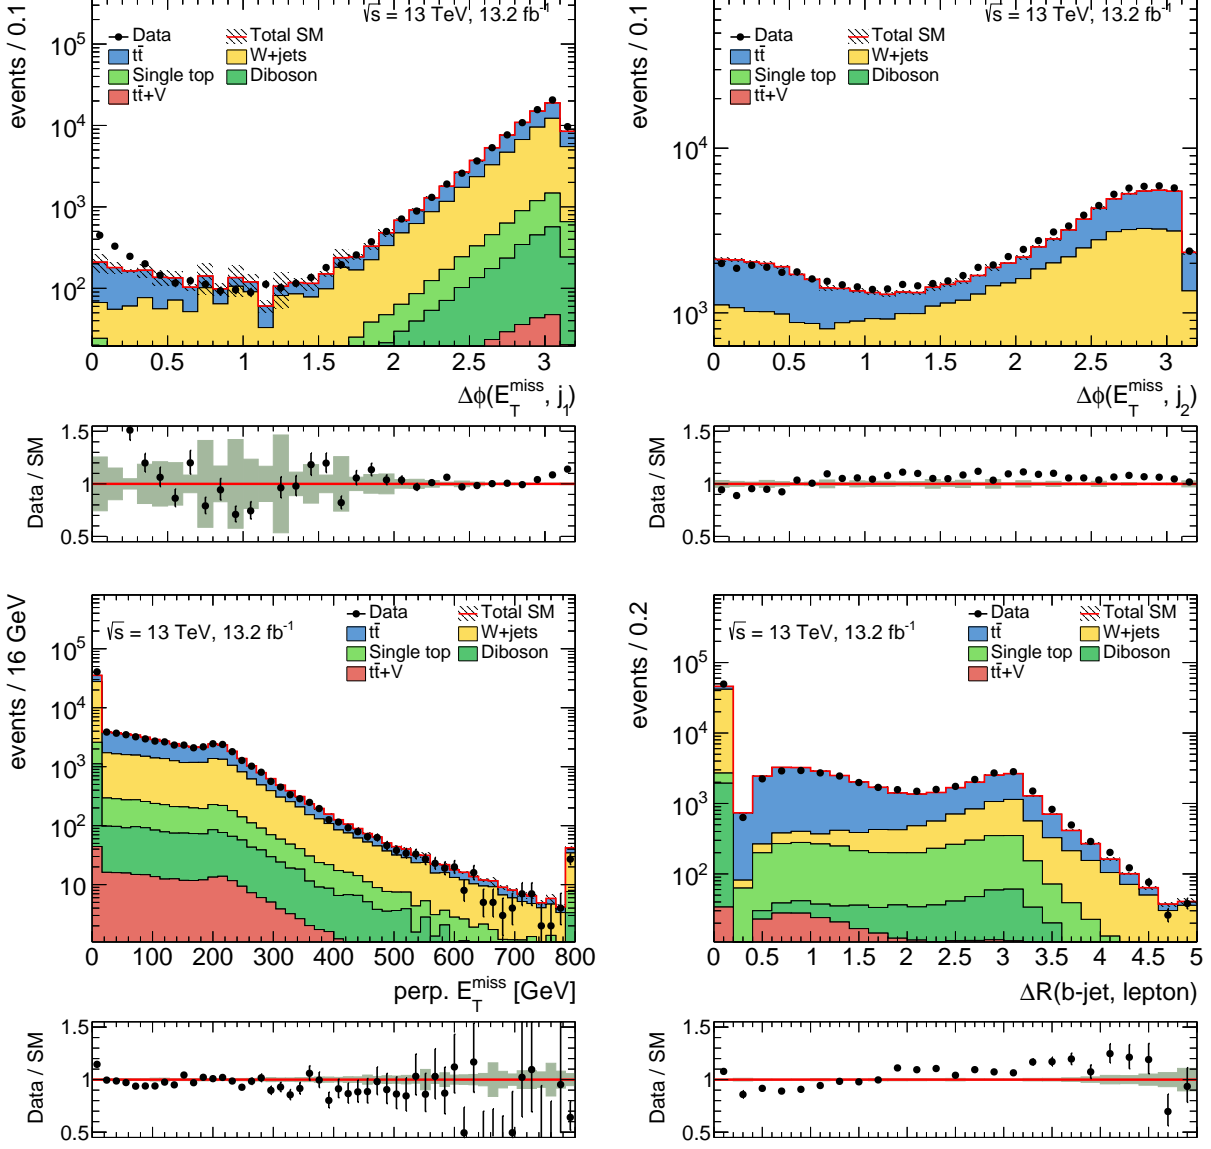 √s = 13 TeV, 13.2 fb⁻¹
events / 0.1
Data
Total SM
tt̄
W+jets
Single top
Diboson
tt̄+V
10⁵
10⁴
10³
10²
0 0.5 1 1.5 2 2.5 3
Δϕ(E_T^miss, j₁)
Data / SM
1.5
1
0.5
√s = 13 TeV, 13.2 fb⁻¹
events / 0.1
Data
Total SM
tt̄
W+jets
Single top
Diboson
tt̄+V
10⁴
10³
0 0.5 1 1.5 2 2.5 3
Δϕ(E_T^miss, j₂)
Data / SM
1.5
1
0.5
events / 16 GeV
√s = 13 TeV, 13.2 fb⁻¹
Data
Total SM
tt̄
W+jets
Single top
Diboson
tt̄+V
10⁵
10⁴
10³
10²
10
0 100 200 300 400 500 600 700 800
perp. E_T^miss [GeV]
Data / SM
1.5
1
0.5
events / 0.2
√s = 13 TeV, 13.2 fb⁻¹
Data
Total SM
tt̄
W+jets
Single top
Diboson
tt̄+V
10⁵
10⁴
10³
10²
0 0.5 1 1.5 2 2.5 3 3.5 4 4.5 5
ΔR(b-jet, lepton)
Data / SM
1.5
1
0.5